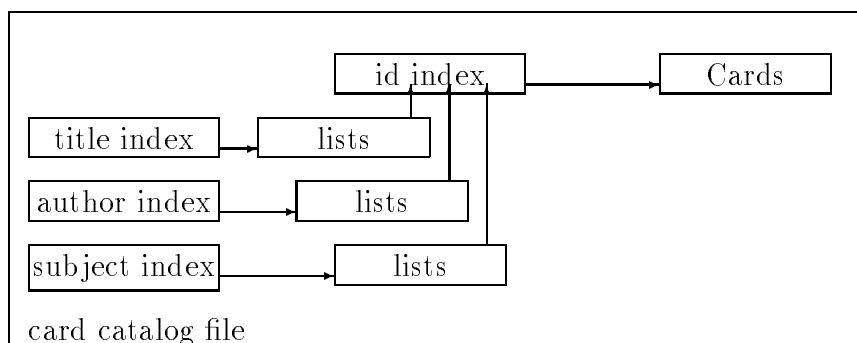 id index
Cards
title index
lists
author index
lists
subject index
lists
card catalog file